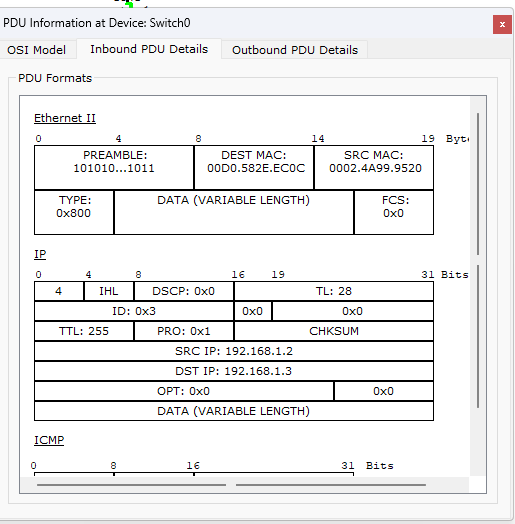 PDU Information at Device: Switch0
x
OSI Model Inbound PDU Details Outbound PDU Details
PDU Formats
Ethernet II
0 4 8 14 19 Byte
PREAMBLE: DEST MAC: SRC MAC:
101010...1011 00D0.582E.EC0C 0002.4A99.9520
TYPE: DATA (VARIABLE LENGTH) FCS:
0x800 0x0
IP
0 4 8 16 19 31 Bits
4 IHL DSCP: 0x0 TL: 28
ID: 0x3 0x0 0x0
TTL: 255 PRO: 0x1 CHKSUM
SRC IP: 192.168.1.2
DST IP: 192.168.1.3
OPT: 0x0 0x0
DATA (VARIABLE LENGTH)
ICMP
0 8 16 31 Bits